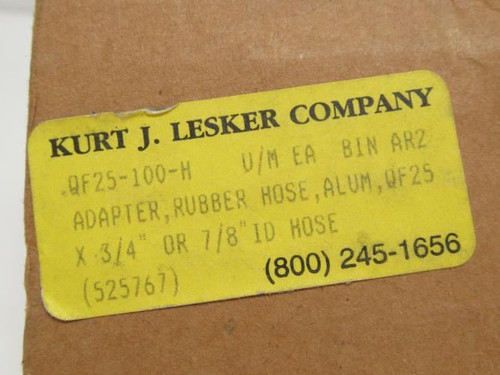 KURT J. LESKER COMPANY
QF25-100-H U/M EA BIN AR2
ADAPTER,RUBBER HOSE,ALUM,QF25
X 3/4" OR 7/8"ID HOSE
(525767) (800) 245-1656